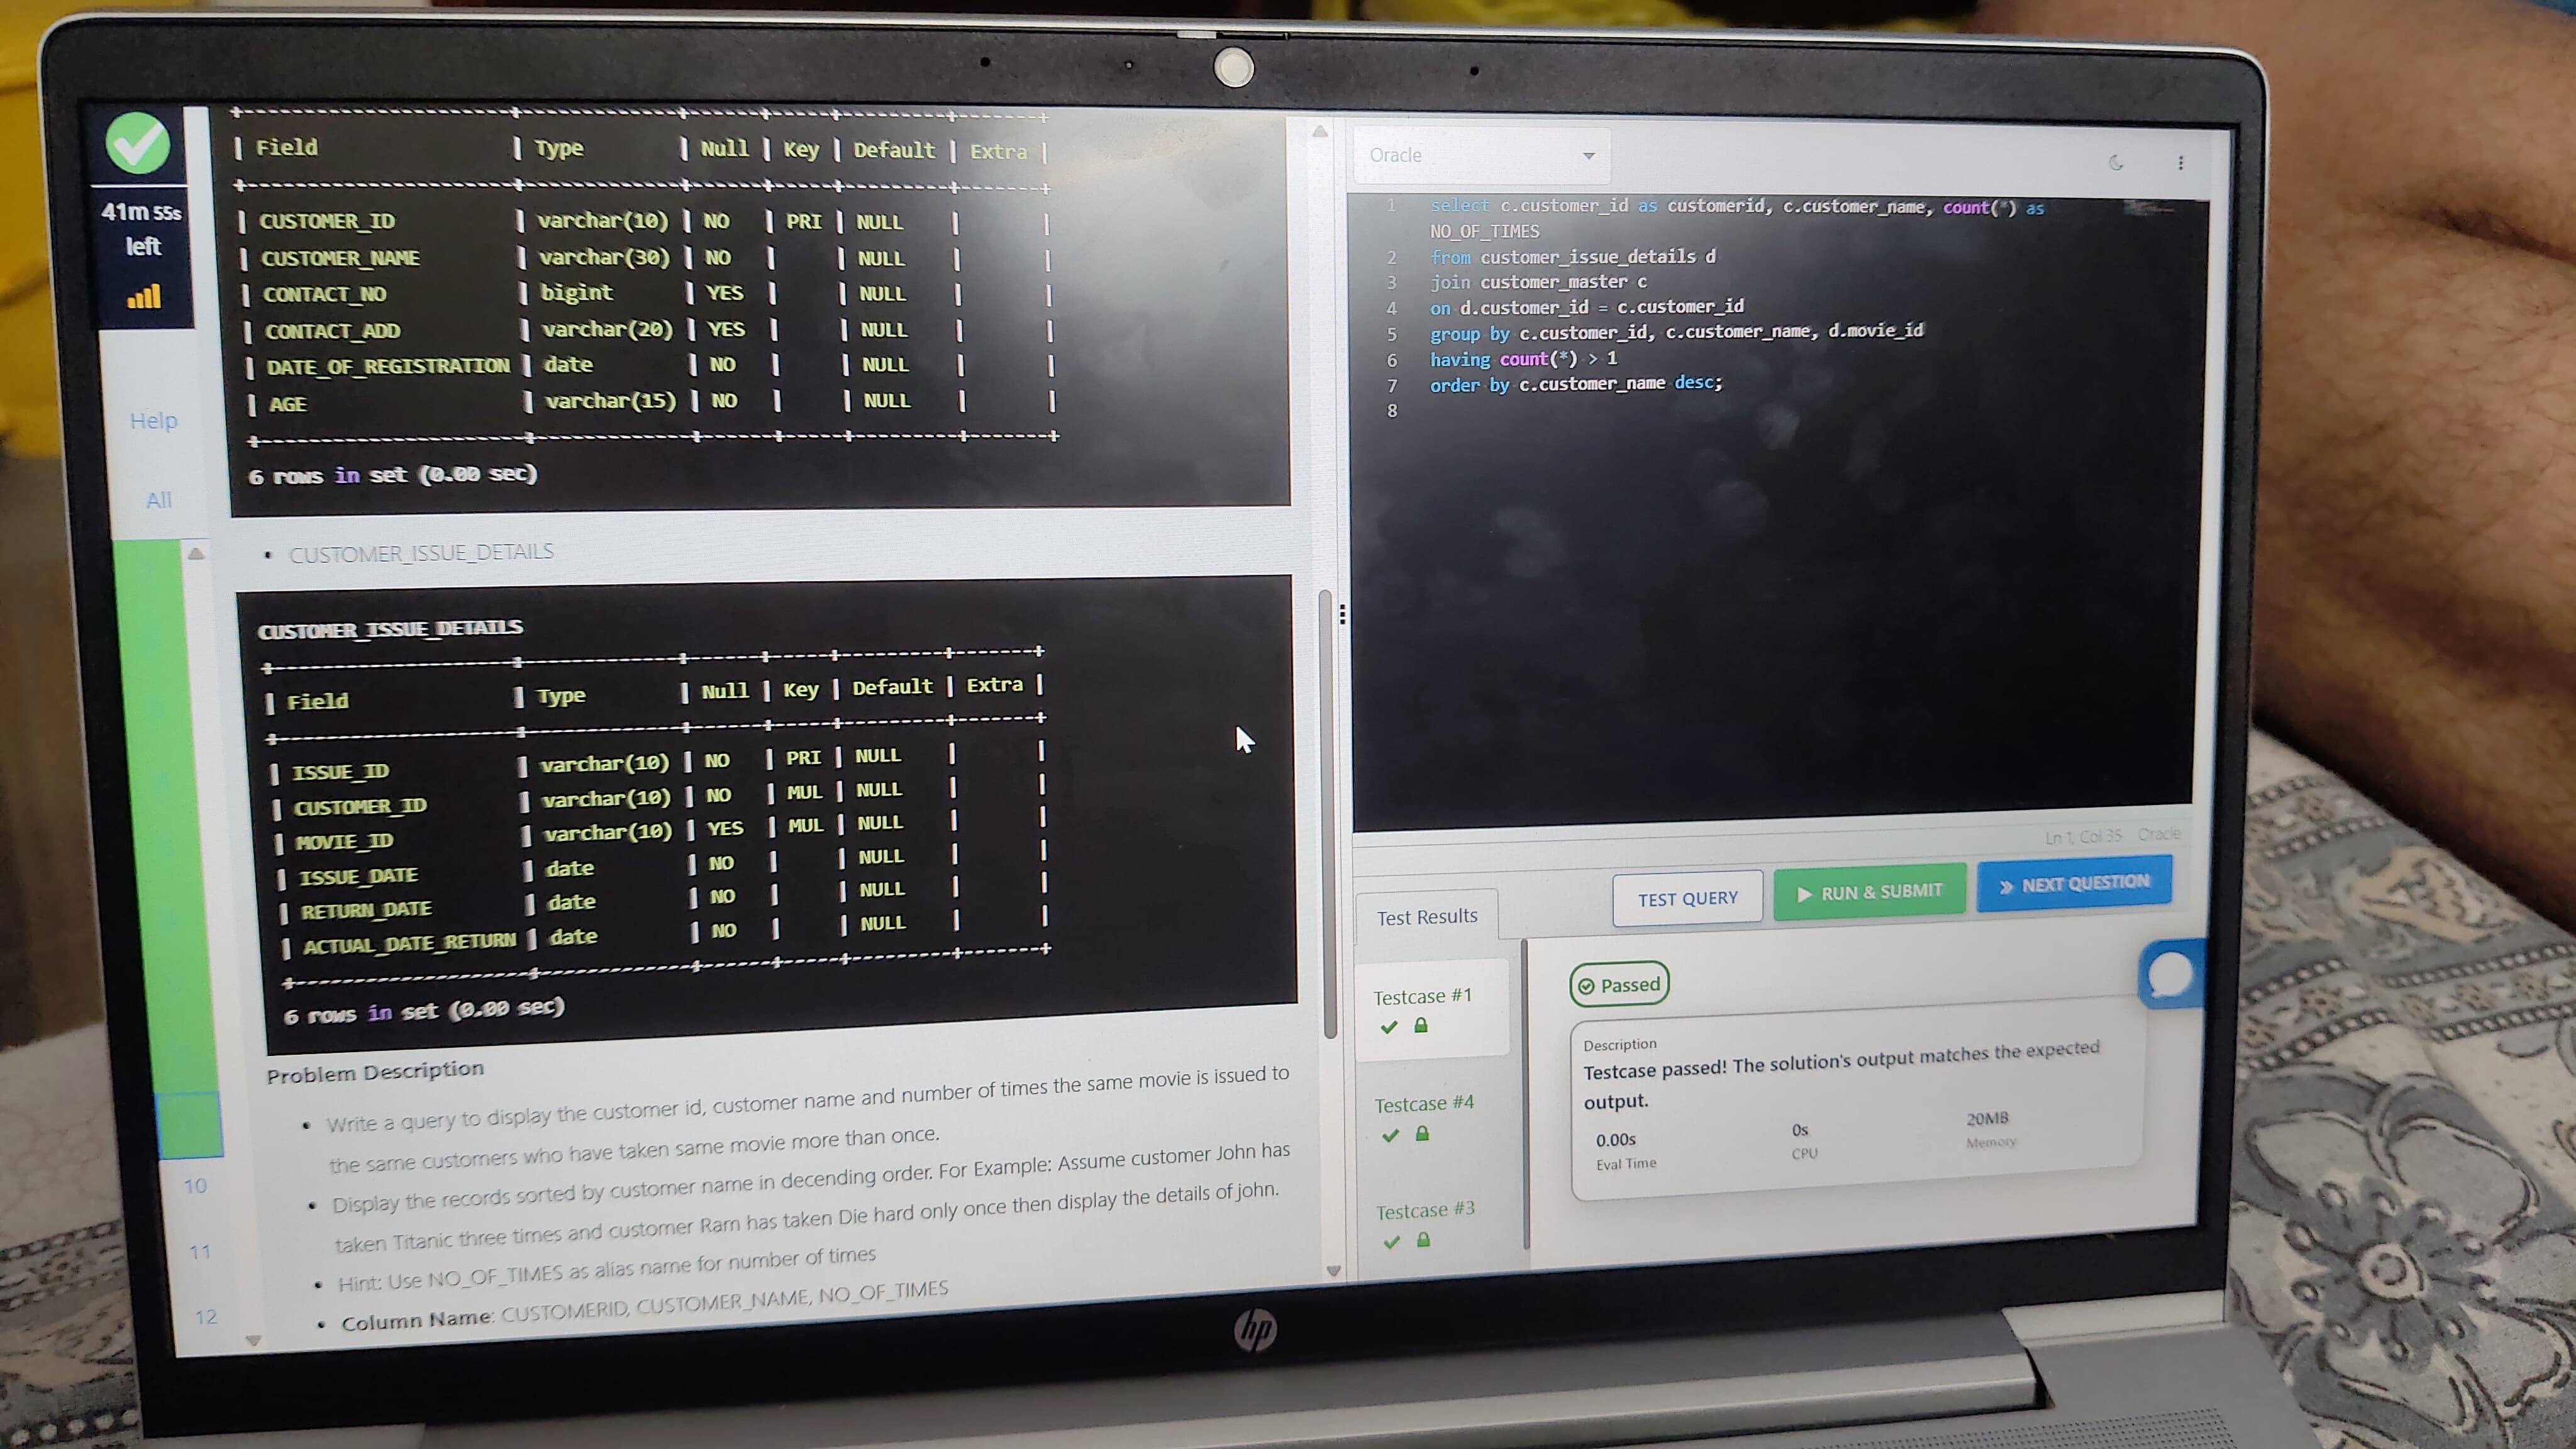 41m 55s
left
Help
All
10
11
12
| Field | Type | Null | Key | Default | Extra |
| CUSTOMER_ID | varchar(10) | NO | PRI | NULL | |
| CUSTOMER_NAME | varchar(30) | NO | | NULL | |
| CONTACT_NO | bigint | YES | | NULL | |
| CONTACT_ADD | varchar(20) | YES | | NULL | |
| DATE_OF_REGISTRATION | date | NO | | NULL | |
| AGE | varchar(15) | NO | | NULL | |
6 rows in set (0.00 sec)
• CUSTOMER_ISSUE_DETAILS
CUSTOMER_ISSUE_DETAILS
| Field | Type | Null | Key | Default | Extra |
| ISSUE_ID | varchar(10) | NO | PRI | NULL | |
| CUSTOMER_ID | varchar(10) | NO | MUL | NULL | |
| MOVIE_ID | varchar(10) | YES | MUL | NULL | |
| ISSUE_DATE | date | NO | | NULL | |
| RETURN_DATE | date | NO | | NULL | |
| ACTUAL_DATE_RETURN | date | NO | | NULL | |
6 rows in set (0.00 sec)
Problem Description
• Write a query to display the customer id, customer name and number of times the same movie is issued to
the same customers who have taken same movie more than once.
• Display the records sorted by customer name in decending order. For Example: Assume customer John has
taken Titanic three times and customer Ram has taken Die hard only once then display the details of john.
• Hint: Use NO_OF_TIMES as alias name for number of times
• Column Name: CUSTOMERID, CUSTOMER_NAME, NO_OF_TIMES
Oracle
1 select c.customer_id as customerid, c.customer_name, count(*) as
NO_OF_TIMES
2 from customer_issue_details d
3 join customer_master c
4 on d.customer_id = c.customer_id
5 group by c.customer_id, c.customer_name, d.movie_id
6 having count(*) > 1
7 order by c.customer_name desc;
8
Ln 1, Col 35 Oracle
TEST QUERY
RUN & SUBMIT
NEXT QUESTION
Test Results
Testcase #1
Testcase #4
Testcase #3
Passed
Description
Testcase passed! The solution's output matches the expected
output.
0.00s
Eval Time
0s
CPU
20MB
Memory
hp